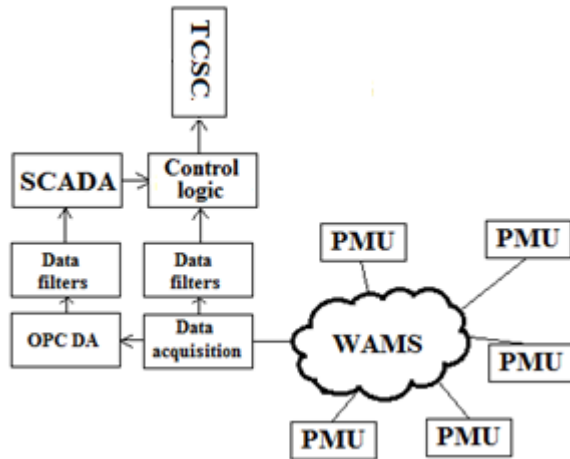 TCSC.
SCADA
Control
logic
Data
filters
Data
filters
OPC DA
Data
acquisition
WAMS
PMU
PMU
PMU
PMU
PMU